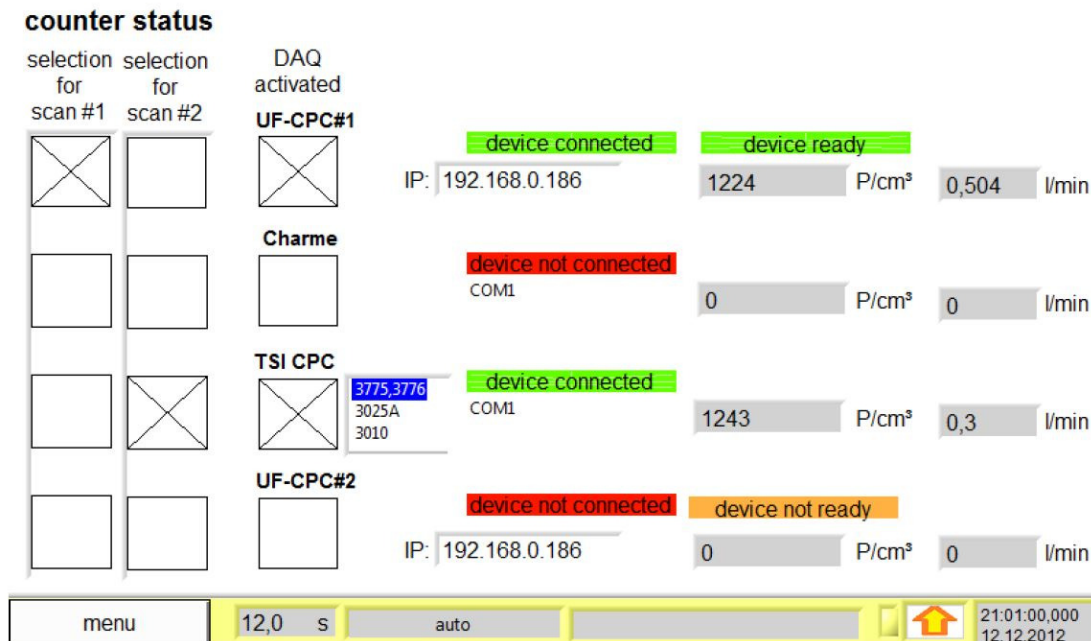 counter status
selection selection DAQ
for for activated
scan #1 scan #2
UF-CPC#1
device connected device ready
IP: 192.168.0.186 1224 P/cm³ 0,504 l/min
Charme
device not connected
COM1
0 P/cm³ 0 l/min
TSI CPC
3775,3776 device connected
3025A COM1
3010
1243 P/cm³ 0,3 l/min
UF-CPC#2
device not connected device not ready
IP: 192.168.0.186 0 P/cm³ 0 l/min
menu 12,0 s auto 21:01:00,000
12.12.2012